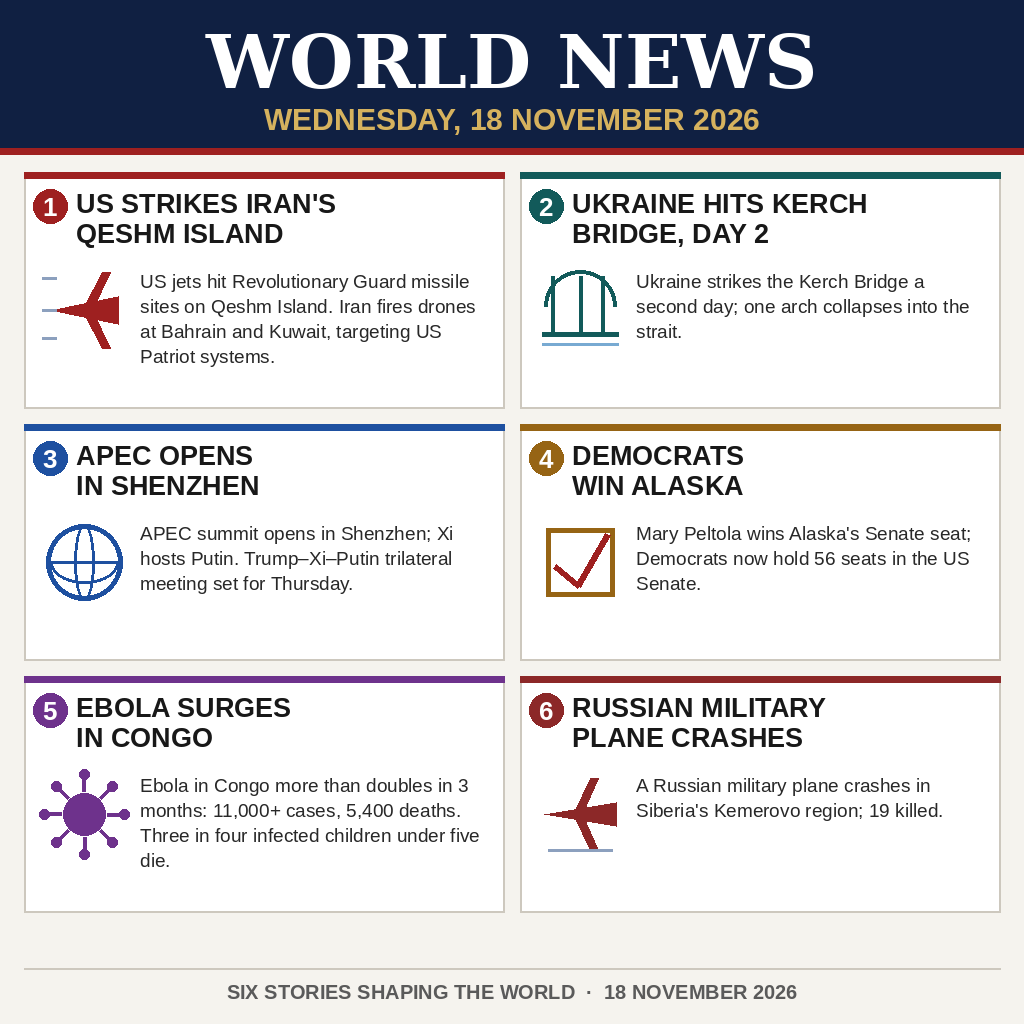 WORLD NEWS
WEDNESDAY, 18 NOVEMBER 2026
1
US STRIKES IRAN'S
QESHM ISLAND
US jets hit Revolutionary Guard missile
sites on Qeshm Island. Iran fires drones
at Bahrain and Kuwait, targeting US
Patriot systems.
2
UKRAINE HITS KERCH
BRIDGE, DAY 2
Ukraine strikes the Kerch Bridge a
second day; one arch collapses into the
strait.
3
APEC OPENS
IN SHENZHEN
APEC summit opens in Shenzhen; Xi
hosts Putin. Trump–Xi–Putin trilateral
meeting set for Thursday.
4
DEMOCRATS
WIN ALASKA
Mary Peltola wins Alaska's Senate seat;
Democrats now hold 56 seats in the US
Senate.
5
EBOLA SURGES
IN CONGO
Ebola in Congo more than doubles in 3
months: 11,000+ cases, 5,400 deaths.
Three in four infected children under five
die.
6
RUSSIAN MILITARY
PLANE CRASHES
A Russian military plane crashes in
Siberia's Kemerovo region; 19 killed.
SIX STORIES SHAPING THE WORLD · 18 NOVEMBER 2026